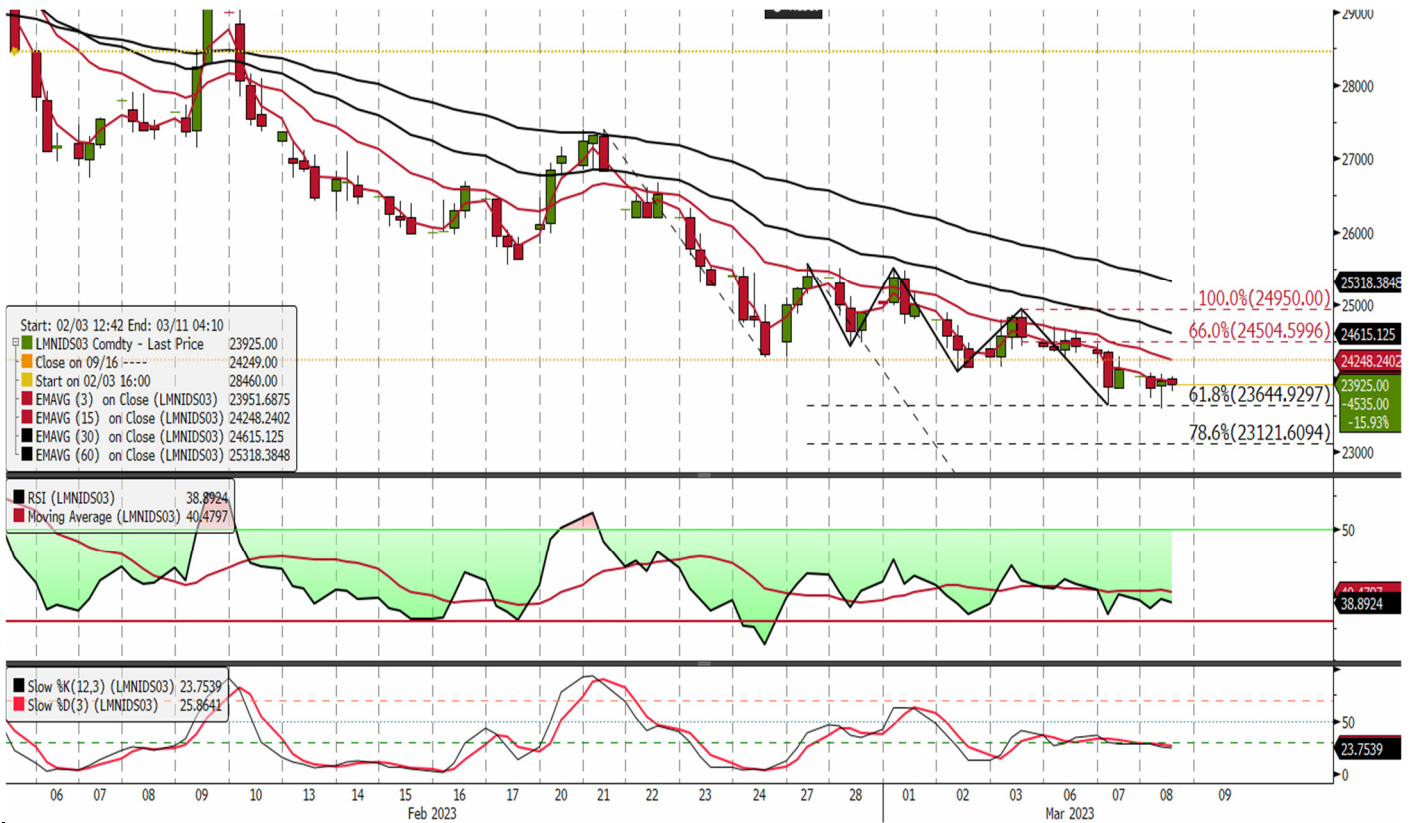 29000
28000
27000
26000
25318.3848
25000
100.0%(24950.00)
24615.125
66.0%(24504.5996)
24248.2402
23925.00
-4535.00
-15.93%
61.8%(23644.9297)
78.6%(23121.6094)
23000
Start: 02/03 12:42 End: 03/11 04:10
LMNIDS03 Comdty - Last Price 23925.00
Close on 09/16 ---- 24249.00
Start on 02/03 16:00 28460.00
EMAVG (3) on Close (LMNIDS03) 23951.6875
EMAVG (15) on Close (LMNIDS03) 24248.2402
EMAVG (30) on Close (LMNIDS03) 24615.125
EMAVG (60) on Close (LMNIDS03) 25318.3848
RSI (LMNIDS03) 38.8924
Moving Average (LMNIDS03) 40.4797
50
40.4797
38.8924
Slow %K(12,3) (LMNIDS03) 23.7539
Slow %D(3) (LMNIDS03) 25.8641
50
23.7539
0
06 07 08 09 10 13 14 15 16 17 20 21 22 23 24 27 28 01 02 03 06 07 08 09
Feb 2023 Mar 2023